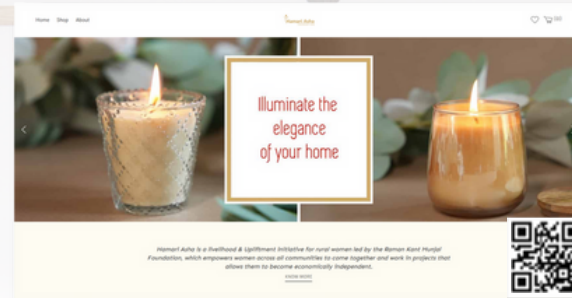 Home Shop About
Hamari Asha
(0)
Illuminate the
elegance
of your home
Hamari Asha is a livelihood & Upliftment Initiative for rural women led by the Raman Kant Munjal
Foundation, which empowers women across all communities to come together and work in projects that
allows them to become economically independent.
KNOW MORE